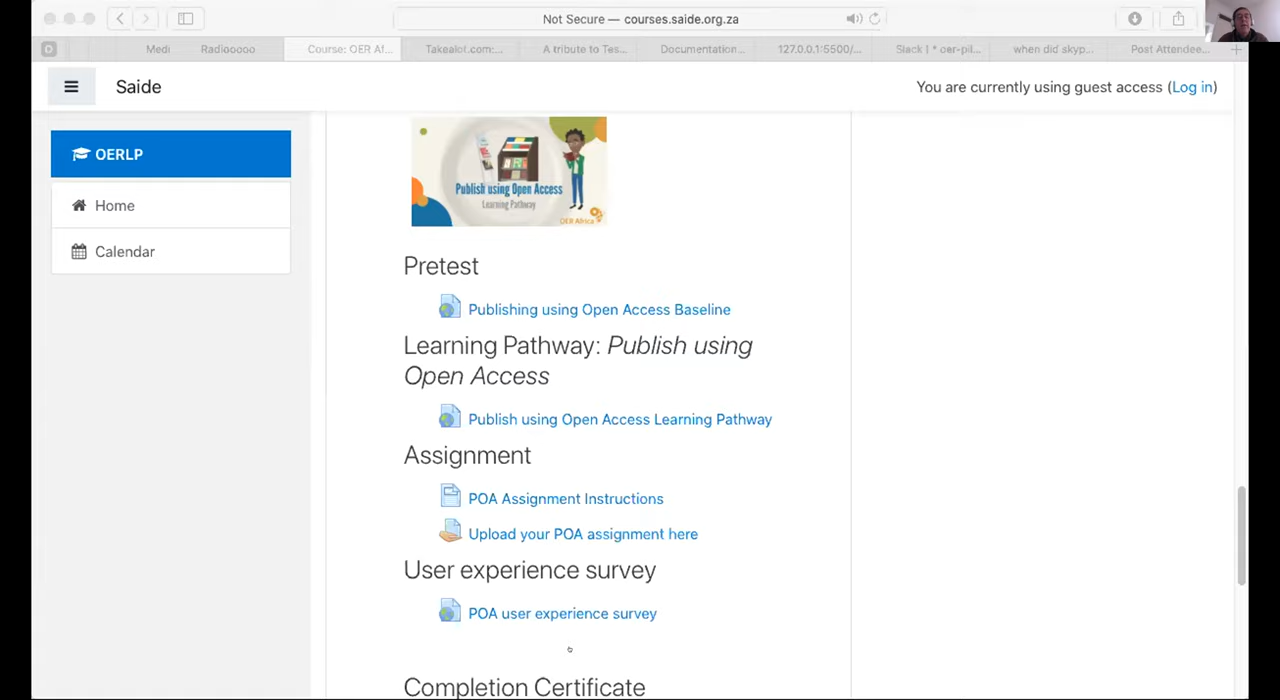 Not Secure — courses.saide.org.za
Medi Radiooooo Course: OER Af... Takealot.com:... A tribute to Tes... Documentation... 127.0.0.1:5500/... Slack | * oer-pil... when did skyp... Post Attendee...
Saide
You are currently using guest access (Log in)
OERLP
Home
Calendar
Publish using Open Access
Learning Pathway
OER Africa
Pretest
Publishing using Open Access Baseline
Learning Pathway: Publish using
Open Access
Publish using Open Access Learning Pathway
Assignment
POA Assignment Instructions
Upload your POA assignment here
User experience survey
POA user experience survey
Completion Certificate